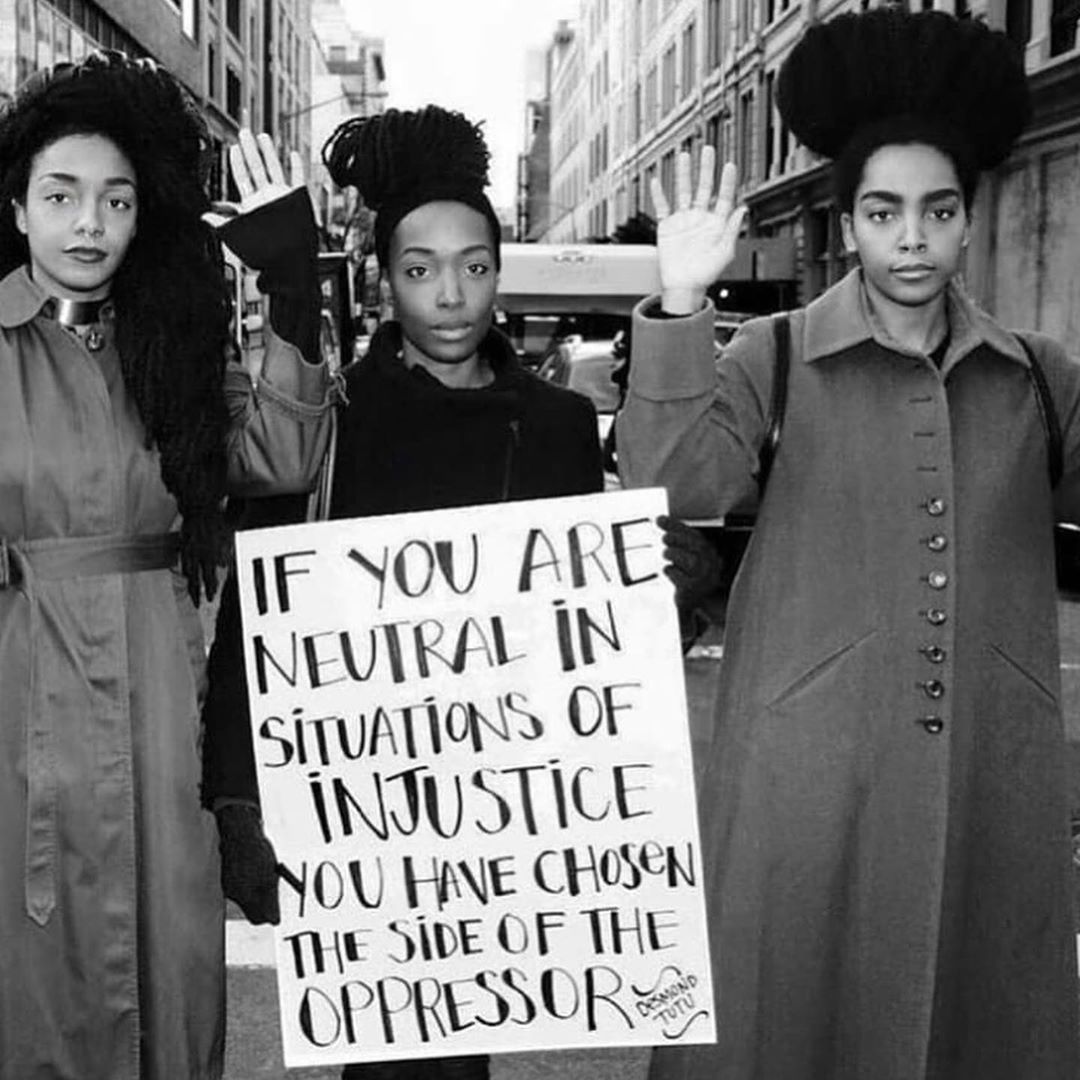 IF YOU ARE
NEUTRAL IN
SITUATIONS OF
INJUSTICE
YOU HAVE CHOSEN
THE SIDE OF THE
OPPRESSOR
DESMOND
TUTU